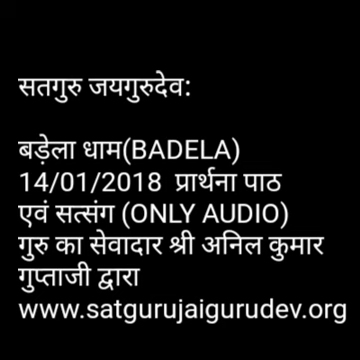 सतगुरु जयगुरुदेव:
बड़ेला धाम(BADELA)
14/01/2018 प्रार्थना पाठ
एवं सत्संग (ONLY AUDIO)
गुरु का सेवादार श्री अनिल कुमार
गुप्ताजी द्वारा
www.satgurujaigurudev.org